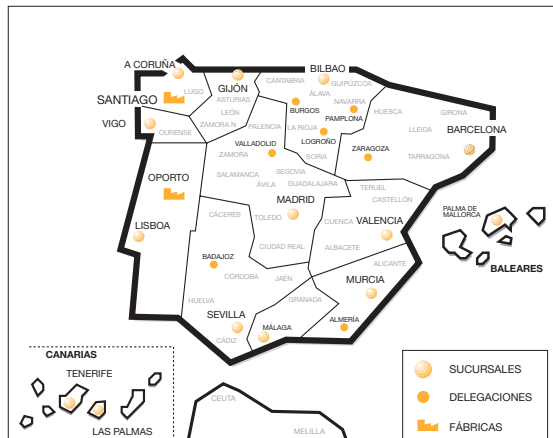 A CORUÑA
GIJÓN
BILBAO
CANTABRIA
GUIPÚZCOA
LUGO
ASTURIAS
ÁLAVA
SANTIAGO
NAVARRA
BURGOS
PAMPLONA
HUESCA
GIRONA
LEÓN
VIGO
ZAMORA N
PALENCIA
LA RIOJA
LLEIDA
BARCELONA
OURENSE
LOGROÑO
VALLADOLID
ZARAGOZA
ZAMORA
SORIA
TARRAGONA
SALAMANCA
SEGOVIA
OPORTO
ÁVILA
GUADALAJARA
TERUEL
CASTELLÓN
MADRID
PALMA DE
MALLORCA
CÁCERES
TOLEDO
CUENCA
VALENCIA
LISBOA
CIUDAD REAL
ALBACETE
BADAJOZ
ALICANTE
BALEARES
CÓRDOBA
JAÉN
MURCIA
HUELVA
GRANADA
SEVILLA
MÁLAGA
ALMERÍA
CÁDIZ
CANARIAS
TENERIFE
LAS PALMAS
CEUTA
MELILLA
SUCURSALES
DELEGACIONES
FÁBRICAS